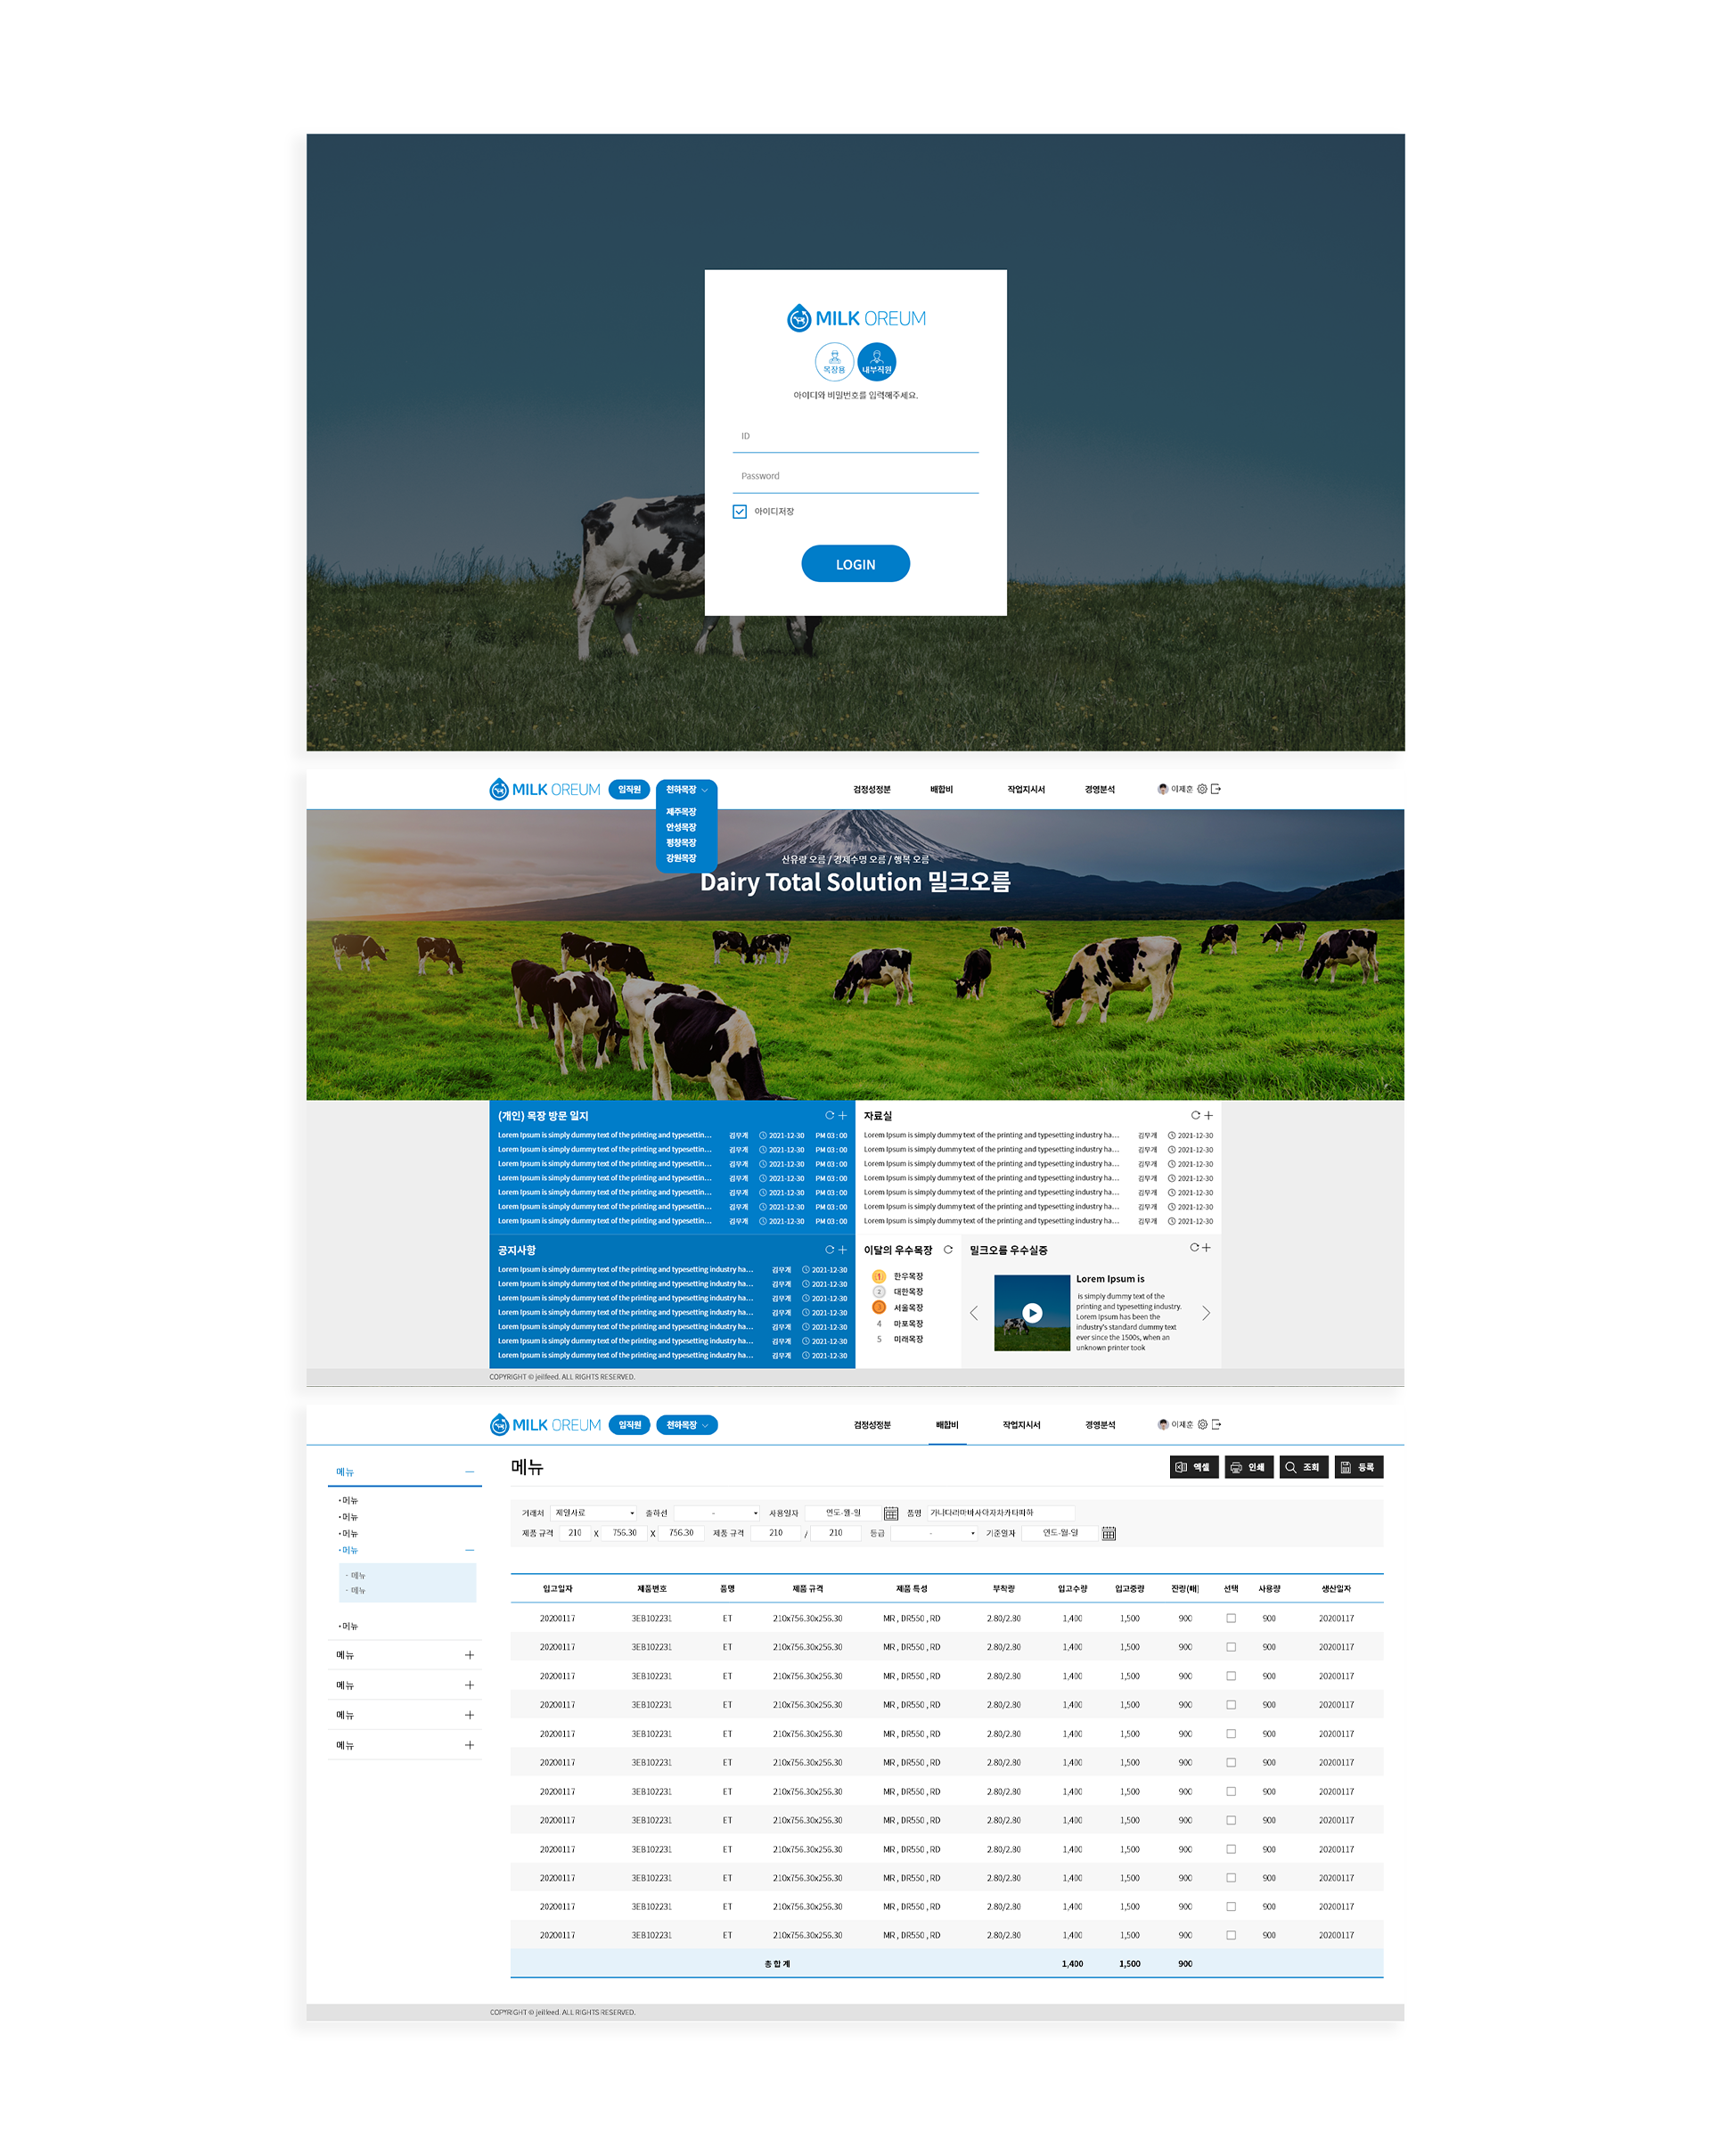 MILK OREUM
목장용 내부직원
아이디와 비밀번호를 입력해주세요.
ID
Password
아이디저장
LOGIN
MILK OREUM 임직원 천하목장 검정성정분 배합비 작업지시서 경영분석 이제훈
제주목장
안성목장
평창목장
강원목장
산유량 오름 / 경제수명 오름 / 행복 오름
Dairy Total Solution 밀크오름
(개인) 목장 방문 일지
Lorem Ipsum is simply dummy text of the printing and typesettin... 김무개 2021-12-30 PM 03 : 00
Lorem Ipsum is simply dummy text of the printing and typesettin... 김무개 2021-12-30 PM 03 : 00
Lorem Ipsum is simply dummy text of the printing and typesettin... 김무개 2021-12-30 PM 03 : 00
Lorem Ipsum is simply dummy text of the printing and typesettin... 김무개 2021-12-30 PM 03 : 00
Lorem Ipsum is simply dummy text of the printing and typesettin... 김무개 2021-12-30 PM 03 : 00
Lorem Ipsum is simply dummy text of the printing and typesettin... 김무개 2021-12-30 PM 03 : 00
Lorem Ipsum is simply dummy text of the printing and typesettin... 김무개 2021-12-30 PM 03 : 00
자료실
Lorem Ipsum is simply dummy text of the printing and typesetting industry ha... 김무개 2021-12-30
Lorem Ipsum is simply dummy text of the printing and typesetting industry ha... 김무개 2021-12-30
Lorem Ipsum is simply dummy text of the printing and typesetting industry ha... 김무개 2021-12-30
Lorem Ipsum is simply dummy text of the printing and typesetting industry ha... 김무개 2021-12-30
Lorem Ipsum is simply dummy text of the printing and typesetting industry ha... 김무개 2021-12-30
Lorem Ipsum is simply dummy text of the printing and typesetting industry ha... 김무개 2021-12-30
Lorem Ipsum is simply dummy text of the printing and typesetting industry ha... 김무개 2021-12-30
공지사항
Lorem Ipsum is simply dummy text of the printing and typesetting industry ha... 김무개 2021-12-30
Lorem Ipsum is simply dummy text of the printing and typesetting industry ha... 김무개 2021-12-30
Lorem Ipsum is simply dummy text of the printing and typesetting industry ha... 김무개 2021-12-30
Lorem Ipsum is simply dummy text of the printing and typesetting industry ha... 김무개 2021-12-30
Lorem Ipsum is simply dummy text of the printing and typesetting industry ha... 김무개 2021-12-30
Lorem Ipsum is simply dummy text of the printing and typesetting industry ha... 김무개 2021-12-30
Lorem Ipsum is simply dummy text of the printing and typesetting industry ha... 김무개 2021-12-30
이달의 우수목장
1 한우목장
2 대한목장
3 서울목장
4 마포목장
5 미래목장
밀크오름 우수실증
Lorem Ipsum is
is simply dummy text of the
printing and typesetting industry.
Lorem Ipsum has been the
industry's standard dummy text
ever since the 1500s, when an
unknown printer took
COPYRIGHT © jeilfeed. ALL RIGHTS RESERVED.
MILK OREUM 임직원 천하목장 검정성정분 배합비 작업지시서 경영분석 이제훈
메뉴
• 메뉴
• 메뉴
• 메뉴
• 메뉴
- 메뉴
- 메뉴
• 메뉴
메뉴
메뉴
메뉴
메뉴
메뉴 엑셀 인쇄 조회 등록
거래처 제일사료 출하선 - 사용일자 연도-월-일 품명 가나다라마바사아자차카타파하
제품 규격 210 X 756.30 X 756.30 제품 규격 210 / 210 등급 - 기준일자 연도-월-일
입고일자 제품번호 품명 제품 규격 제품 특성 부착량 입고수량 입고중량 잔량(매) 선택 사용량 생산일자
20200117 3EB102231 ET 210x756.30x256.30 MR , DR550 , RD 2.80/2.80 1,400 1,500 900 900 20200117
20200117 3EB102231 ET 210x756.30x256.30 MR , DR550 , RD 2.80/2.80 1,400 1,500 900 900 20200117
20200117 3EB102231 ET 210x756.30x256.30 MR , DR550 , RD 2.80/2.80 1,400 1,500 900 900 20200117
20200117 3EB102231 ET 210x756.30x256.30 MR , DR550 , RD 2.80/2.80 1,400 1,500 900 900 20200117
20200117 3EB102231 ET 210x756.30x256.30 MR , DR550 , RD 2.80/2.80 1,400 1,500 900 900 20200117
20200117 3EB102231 ET 210x756.30x256.30 MR , DR550 , RD 2.80/2.80 1,400 1,500 900 900 20200117
20200117 3EB102231 ET 210x756.30x256.30 MR , DR550 , RD 2.80/2.80 1,400 1,500 900 900 20200117
20200117 3EB102231 ET 210x756.30x256.30 MR , DR550 , RD 2.80/2.80 1,400 1,500 900 900 20200117
20200117 3EB102231 ET 210x756.30x256.30 MR , DR550 , RD 2.80/2.80 1,400 1,500 900 900 20200117
20200117 3EB102231 ET 210x756.30x256.30 MR , DR550 , RD 2.80/2.80 1,400 1,500 900 900 20200117
20200117 3EB102231 ET 210x756.30x256.30 MR , DR550 , RD 2.80/2.80 1,400 1,500 900 900 20200117
20200117 3EB102231 ET 210x756.30x256.30 MR , DR550 , RD 2.80/2.80 1,400 1,500 900 900 20200117
총 합 계 1,400 1,500 900
COPYRIGHT © jeilfeed. ALL RIGHTS RESERVED.